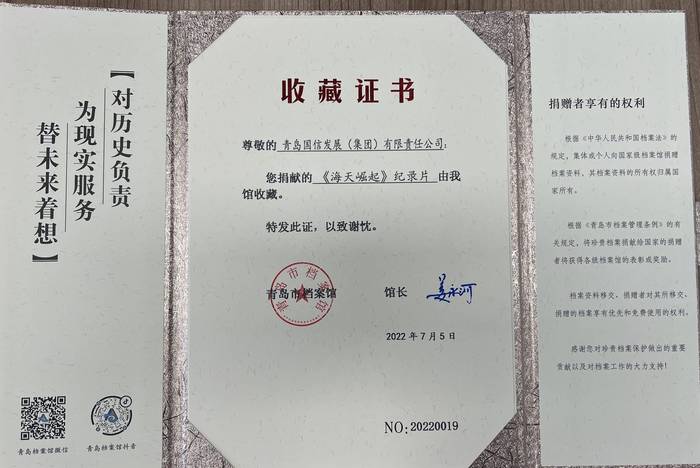 【对历史负责
为现实服务
替未来着想】
青岛档案馆微信
青岛档案馆抖音
收藏证书
尊敬的 青岛国信发展（集团）有限责任公司：
您捐献的 《海天崛起》纪录片 由我
馆收藏。
特发此证，以致谢忱。
青岛市档案馆
青岛市档案馆 馆长 姜永河
2022年7月5日
NO:20220019
捐赠者享有的权利
根据《中华人民共和国档案法》的
规定，集体或个人向国家级档案馆捐赠
档案资料，其档案资料的所有权归属国
家所有。
根据《青岛市档案管理条例》的有
关规定，将珍贵档案捐献给国家的捐赠
者将获得各级档案馆的表彰或奖励。
档案资料移交、捐赠者对其所移交、
捐赠的档案享有优先和免费使用的权利。
感谢您对珍贵档案保护做出的重要
贡献以及对档案工作的大力支持！